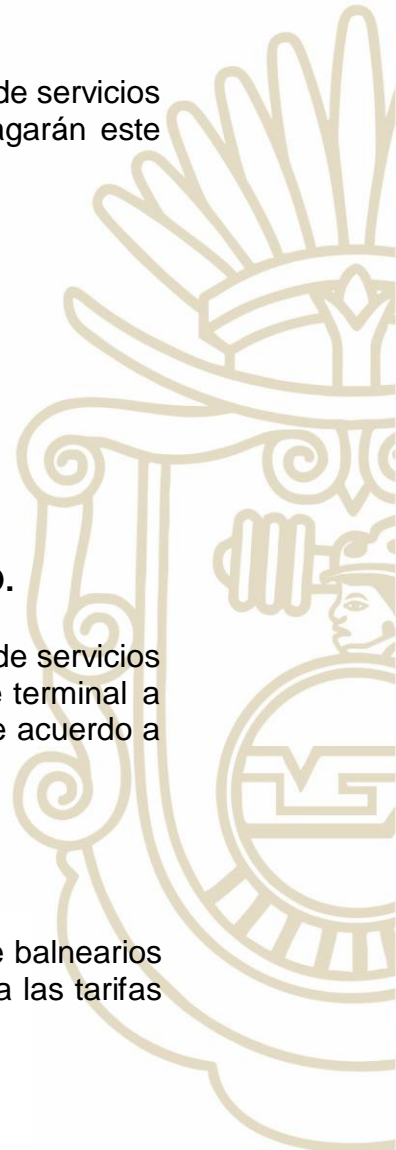 de servicios
agarán este
O.
de servicios
e terminal a
e acuerdo a
e balnearios
a las tarifas